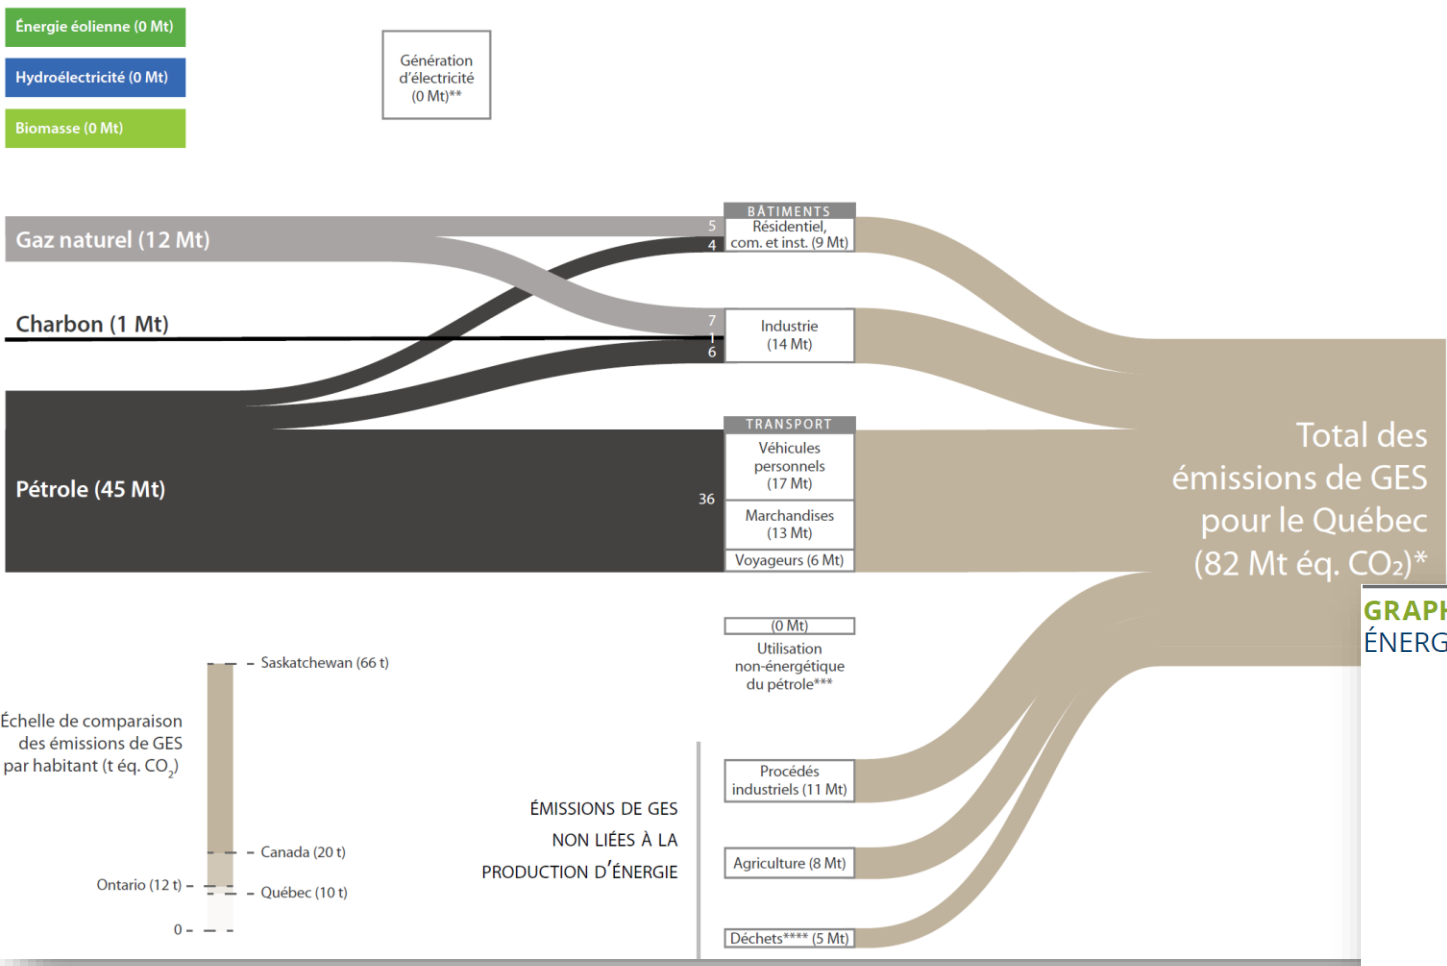 Énergie éolienne (0 Mt)
Hydroélectricité (0 Mt)
Biomasse (0 Mt)
Génération
d'électricité
(0 Mt)**
Gaz naturel (12 Mt)
Charbon (1 Mt)
Pétrole (45 Mt)
5
4
7
1
6
36
BÂTIMENTS
Résidentiel,
com. et inst. (9 Mt)
Industrie
(14 Mt)
TRANSPORT
Véhicules
personnels
(17 Mt)
Marchandises
(13 Mt)
Voyageurs (6 Mt)
(0 Mt)
Utilisation
non-énergétique
du pétrole***
Total des
émissions de GES
pour le Québec
(82 Mt éq. CO₂)*
GRAPH
ÉNERG
Échelle de comparaison
des émissions de GES
par habitant (t éq. CO₂)
Saskatchewan (66 t)
Canada (20 t)
Ontario (12 t)
Québec (10 t)
0
ÉMISSIONS DE GES
NON LIÉES À LA
PRODUCTION D'ÉNERGIE
Procédés
industriels (11 Mt)
Agriculture (8 Mt)
Déchets**** (5 Mt)